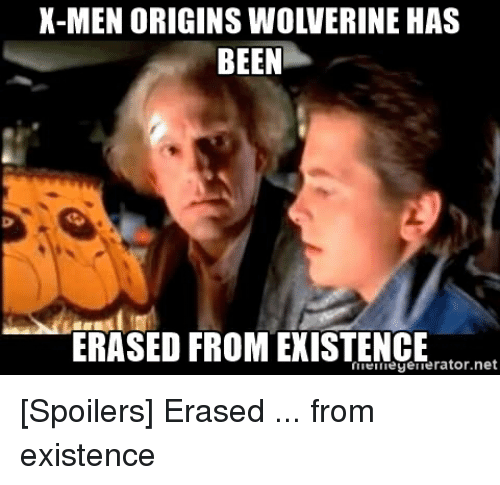 X-MEN ORIGINS WOLVERINE HAS
BEEN
ERASED FROM EXISTENCE
memegenerator.net
[Spoilers] Erased ... from
existence